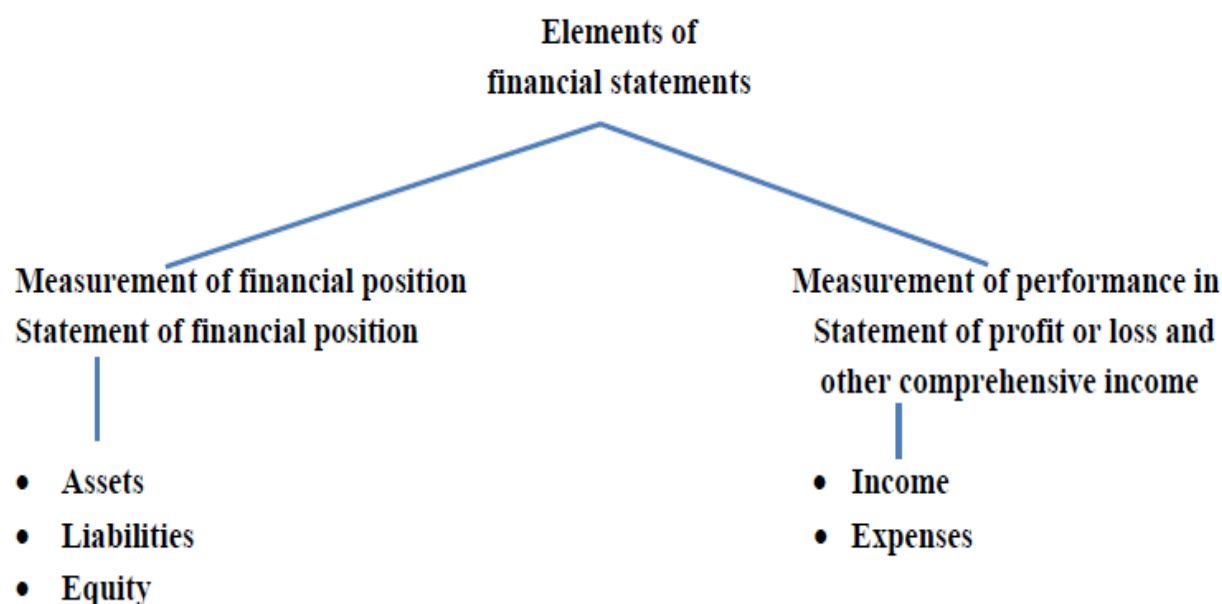 Elements of
financial statements
Measurement of financial position
Statement of financial position
• Assets
• Liabilities
• Equity
Measurement of performance in
Statement of profit or loss and
other comprehensive income
• Income
• Expenses